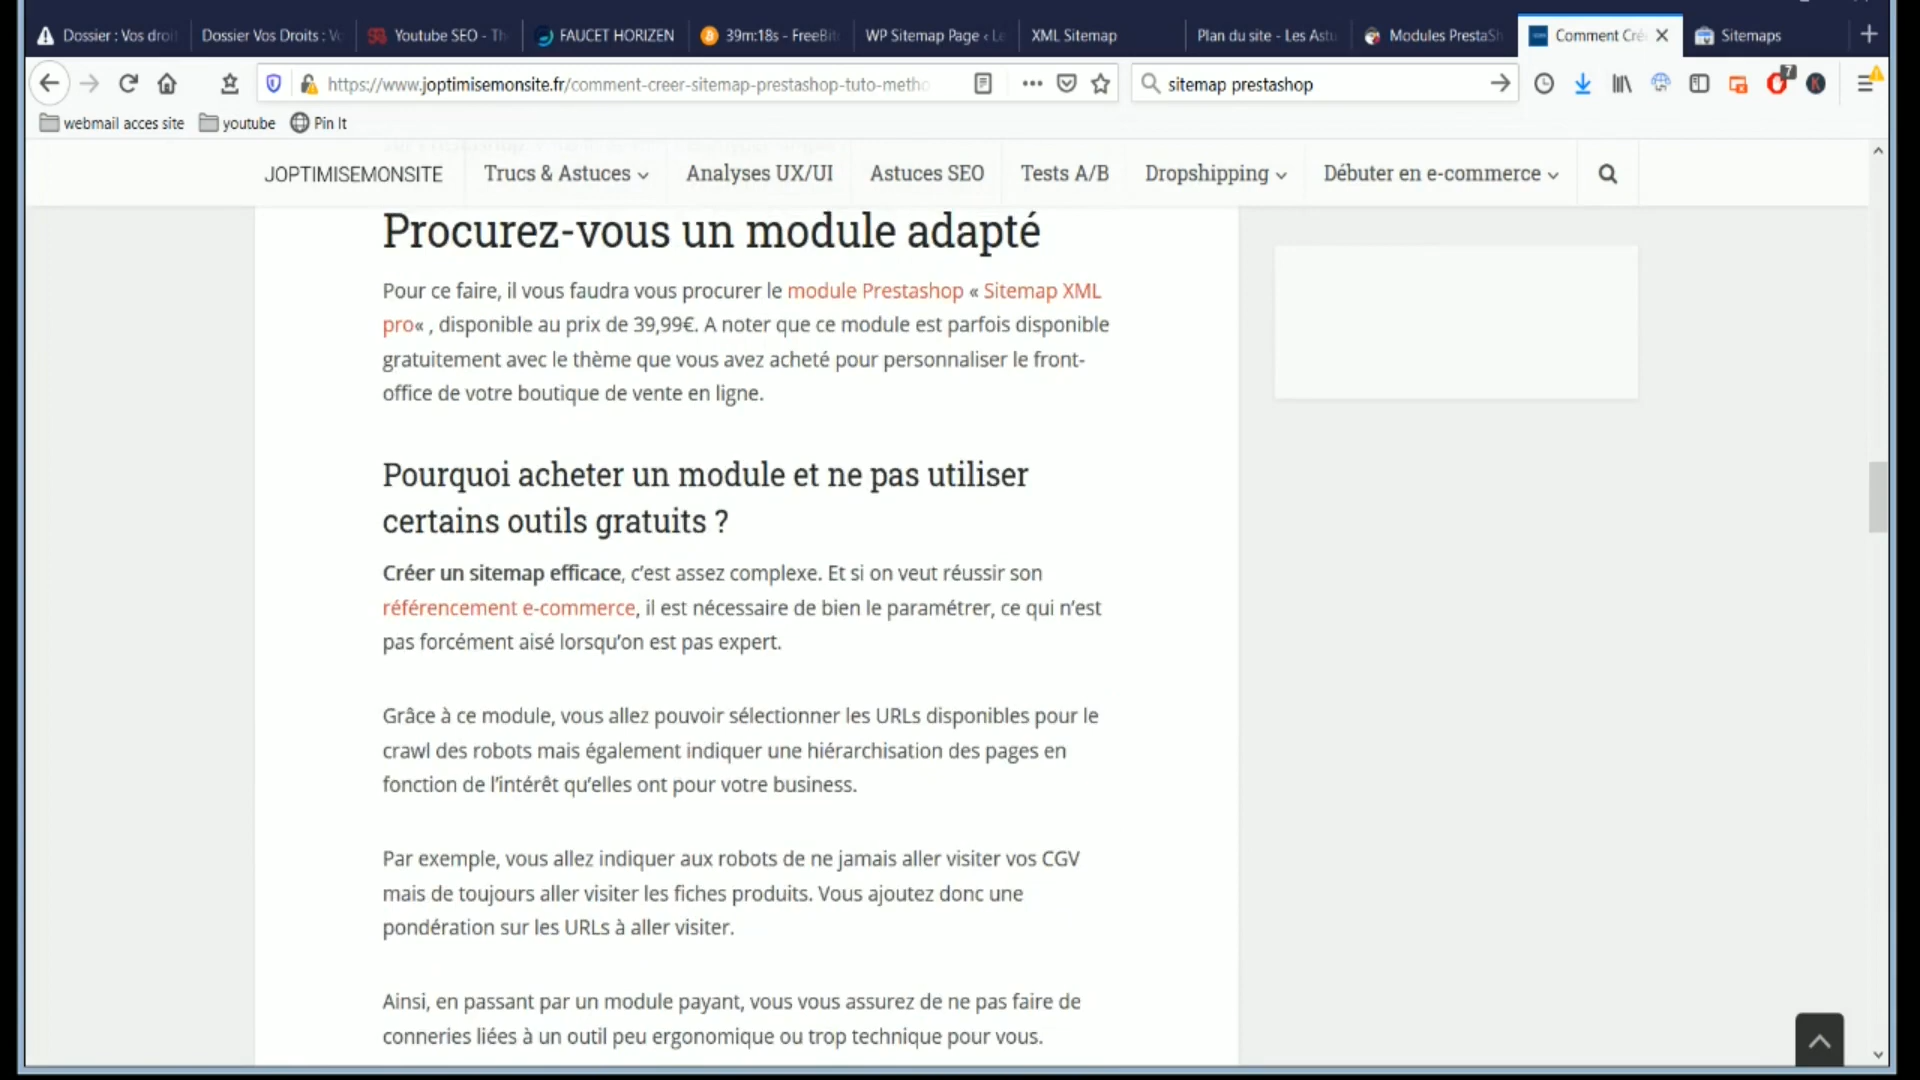 Dossier : Vos droi
Dossier Vos Droits : V
Youtube SEO - Th
FAUCET HORIZEN
39m:18s - FreeBit
WP Sitemap Page ‹ Le
XML Sitemap
Plan du site - Les Astu
Modules PrestaSh
Comment Cré
Sitemaps
https://www.joptimisemonsite.fr/comment-creer-sitemap-prestashop-tuto-metho
sitemap prestashop
7
webmail acces site
youtube
Pin It
JOPTIMISEMONSITE
Trucs & Astuces
Analyses UX/UI
Astuces SEO
Tests A/B
Dropshipping
Débuter en e-commerce
Procurez-vous un module adapté
Pour ce faire, il vous faudra vous procurer le module Prestashop « Sitemap XML
pro« , disponible au prix de 39,99€. A noter que ce module est parfois disponible
gratuitement avec le thème que vous avez acheté pour personnaliser le front-
office de votre boutique de vente en ligne.
Pourquoi acheter un module et ne pas utiliser
certains outils gratuits ?
Créer un sitemap efficace, c’est assez complexe. Et si on veut réussir son
référencement e-commerce, il est nécessaire de bien le paramétrer, ce qui n’est
pas forcément aisé lorsqu’on est pas expert.
Grâce à ce module, vous allez pouvoir sélectionner les URLs disponibles pour le
crawl des robots mais également indiquer une hiérarchisation des pages en
fonction de l’intérêt qu’elles ont pour votre business.
Par exemple, vous allez indiquer aux robots de ne jamais aller visiter vos CGV
mais de toujours aller visiter les fiches produits. Vous ajoutez donc une
pondération sur les URLs à aller visiter.
Ainsi, en passant par un module payant, vous vous assurez de ne pas faire de
conneries liées à un outil peu ergonomique ou trop technique pour vous.